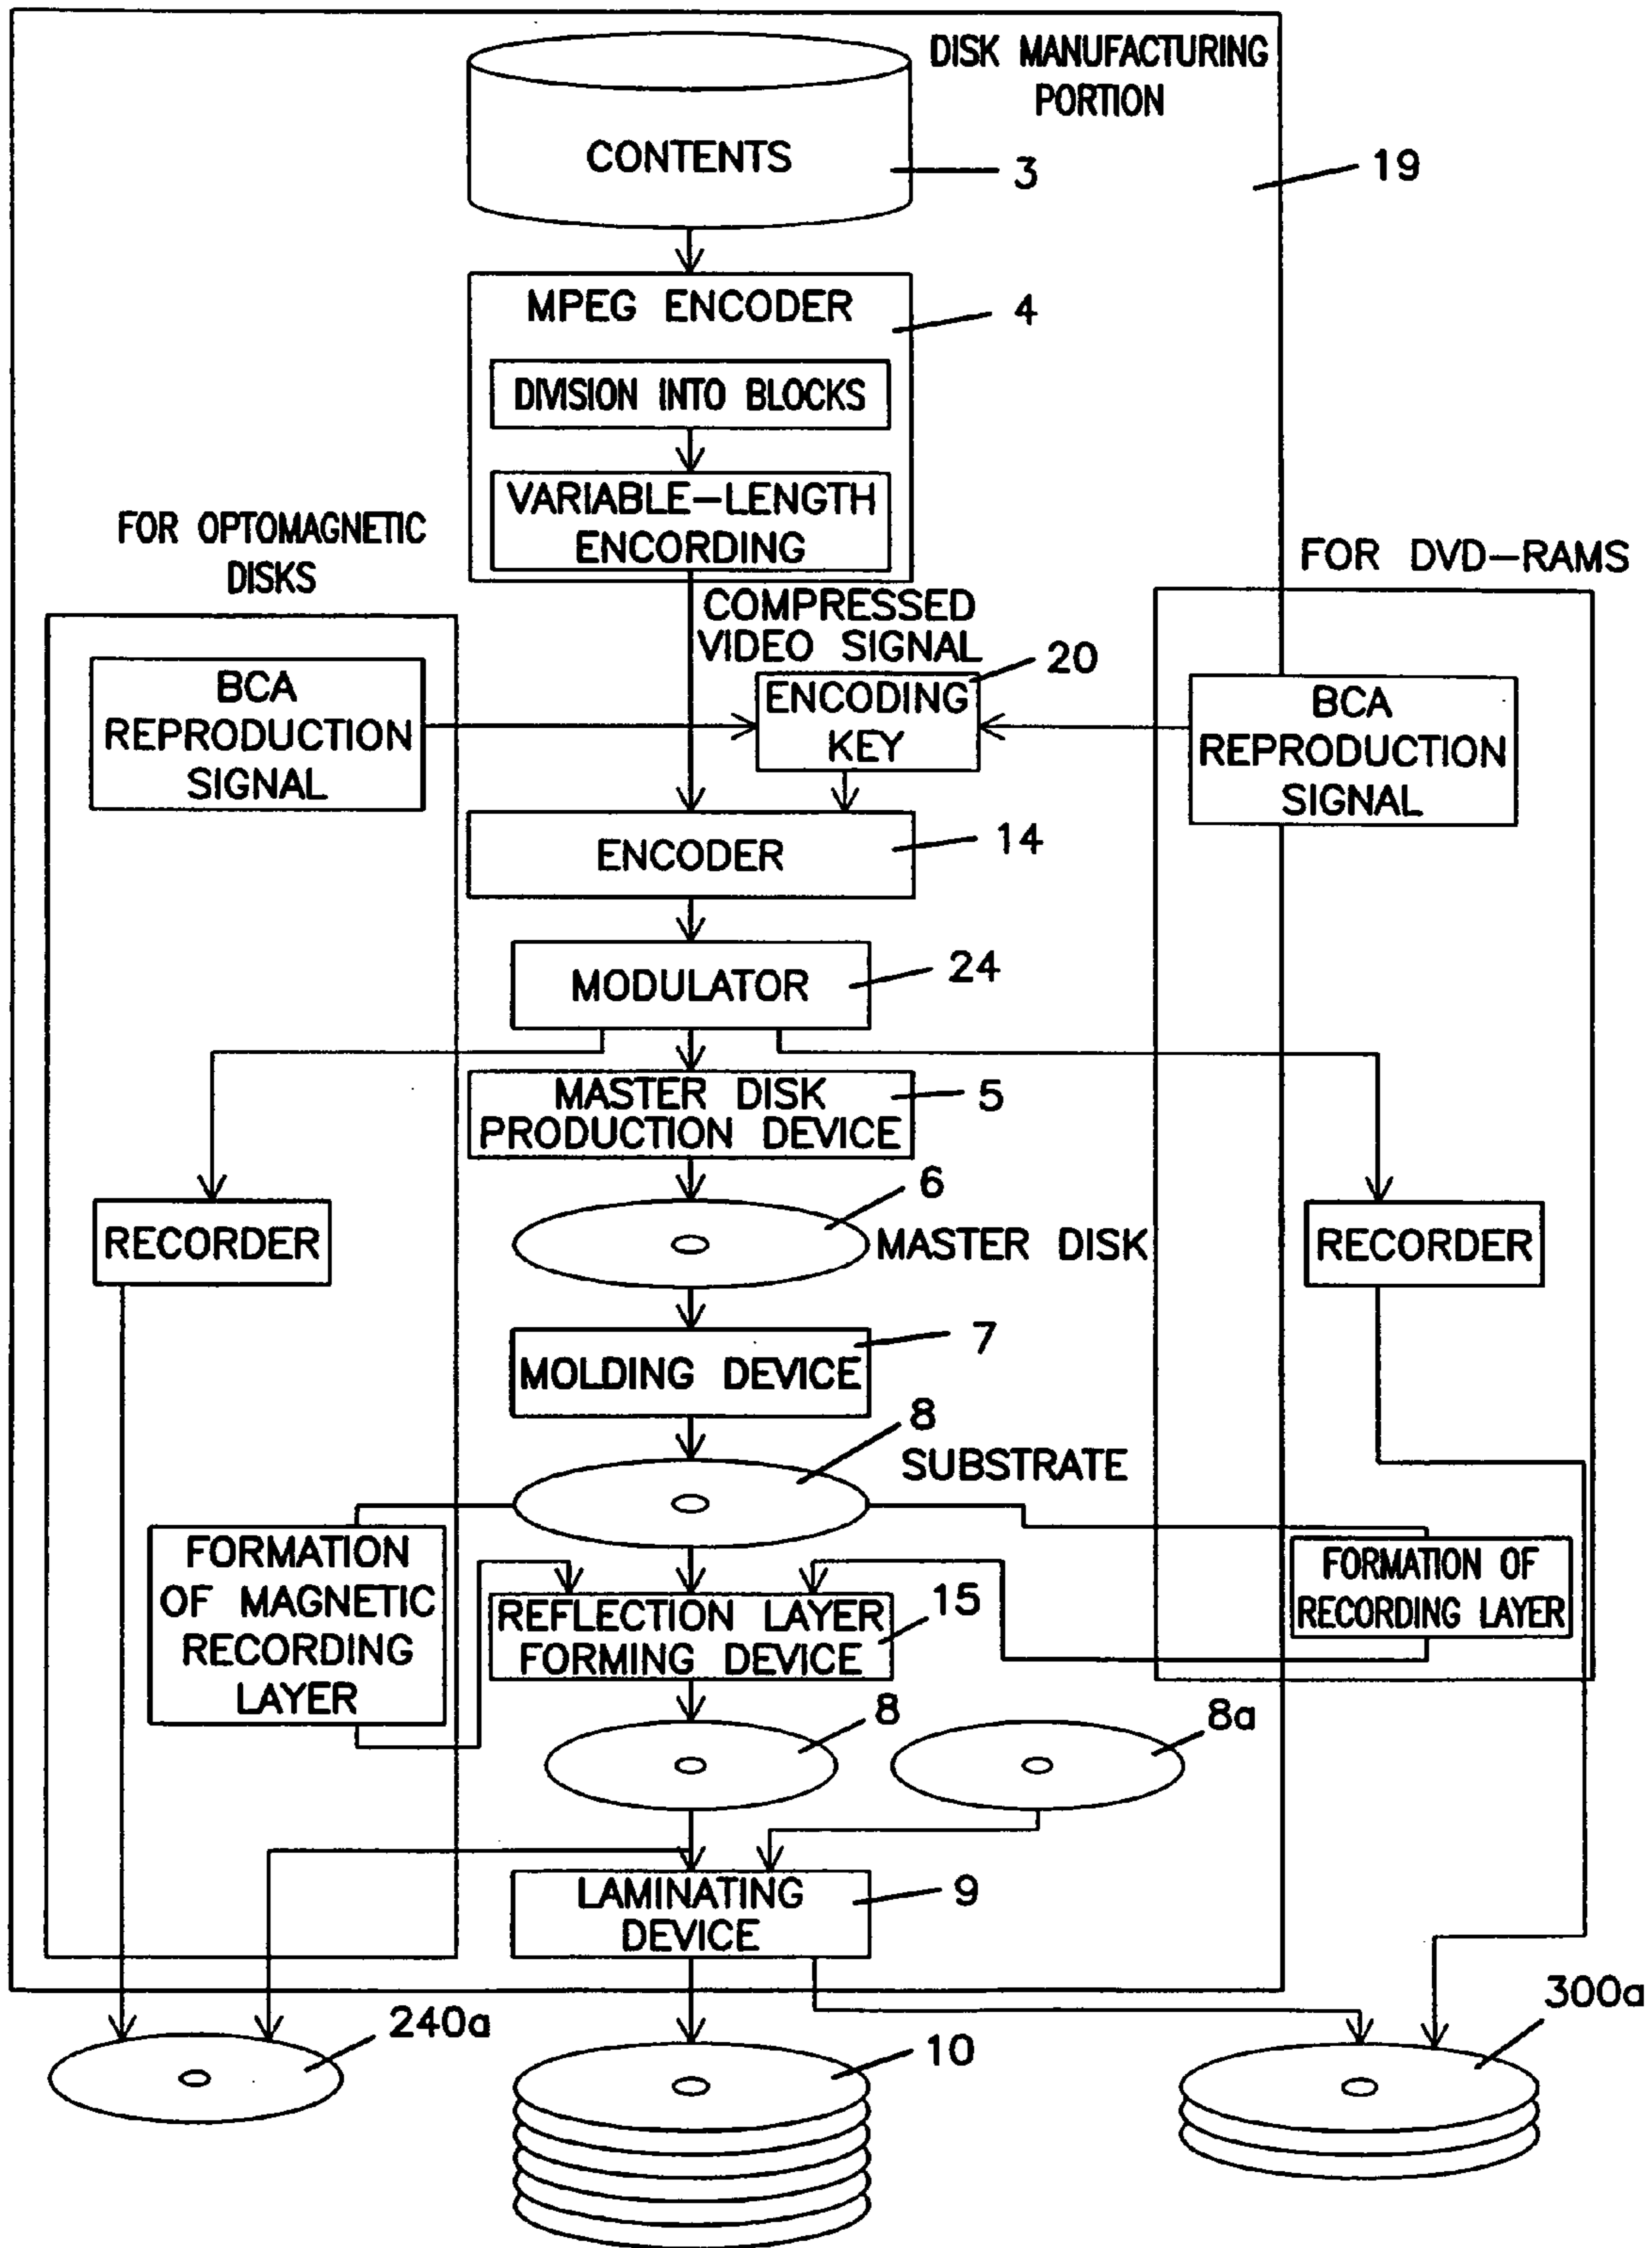 DISK MANUFACTURING
PORTION
CONTENTS
3
19
MPEG ENCODER
4
DIVISION INTO BLOCKS
VARIABLE-LENGTH
ENCORDING
FOR OPTOMAGNETIC
DISKS
FOR DVD-RAMS
COMPRESSED
VIDEO SIGNAL
20
BCA
REPRODUCTION
SIGNAL
ENCODING
KEY
BCA
REPRODUCTION
SIGNAL
ENCODER
14
MODULATOR
24
MASTER DISK
PRODUCTION DEVICE
5
6
RECORDER
MASTER DISK
RECORDER
MOLDING DEVICE
7
8
SUBSTRATE
FORMATION
OF MAGNETIC
RECORDING
LAYER
FORMATION OF
RECORDING LAYER
REFLECTION LAYER
FORMING DEVICE
15
8
8a
LAMINATING
DEVICE
9
240a
10
300a